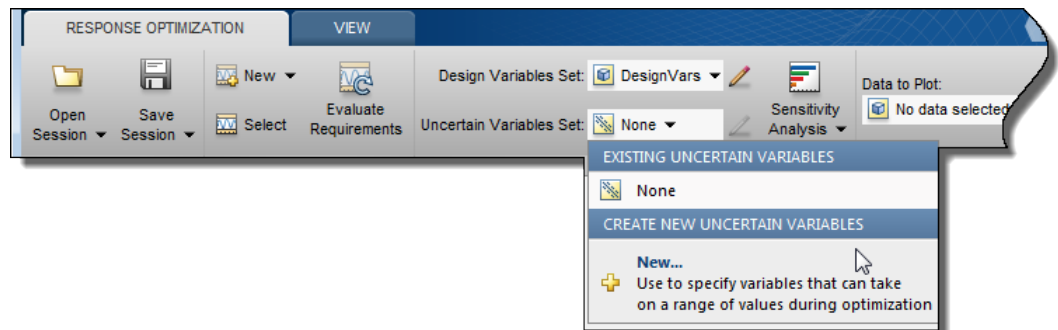 RESPONSE OPTIMIZATION VIEW
Open Session
Save Session
New
Select
Evaluate Requirements
Design Variables Set: DesignVars
Uncertain Variables Set: None
Sensitivity Analysis
Data to Plot:
No data selected
EXISTING UNCERTAIN VARIABLES
None
CREATE NEW UNCERTAIN VARIABLES
New...
Use to specify variables that can take
on a range of values during optimization